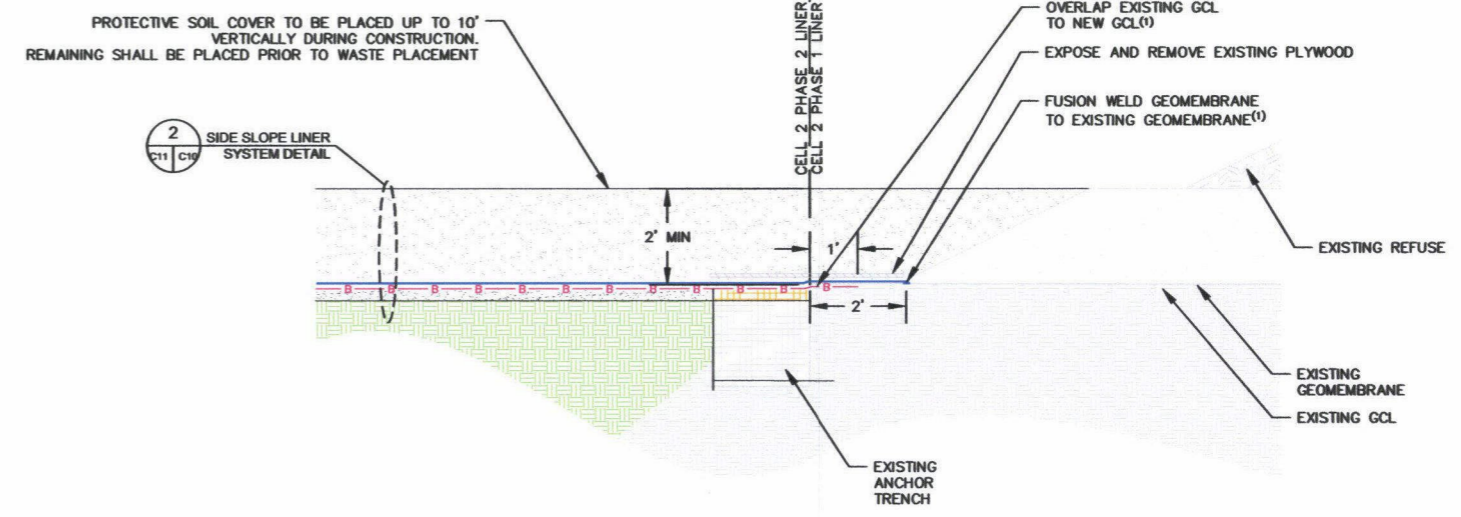 PROTECTIVE SOIL COVER TO BE PLACED UP TO 10'
VERTICALLY DURING CONSTRUCTION.
REMAINING SHALL BE PLACED PRIOR TO WASTE PLACEMENT
CELL 2 PHASE 2 LINER
CELL 2 PHASE 1 LINER
OVERLAP EXISTING GCL
TO NEW GCL(1)
EXPOSE AND REMOVE EXISTING PLYWOOD
FUSION WELD GEOMEMBRANE
TO EXISTING GEOMEMBRANE(1)
2
C11 C10
SIDE SLOPE LINER
SYSTEM DETAIL
2' MIN
1'
EXISTING REFUSE
B B B B B B B B B B B B
2'
EXISTING
GEOMEMBRANE
EXISTING GCL
EXISTING
ANCHOR
TRENCH